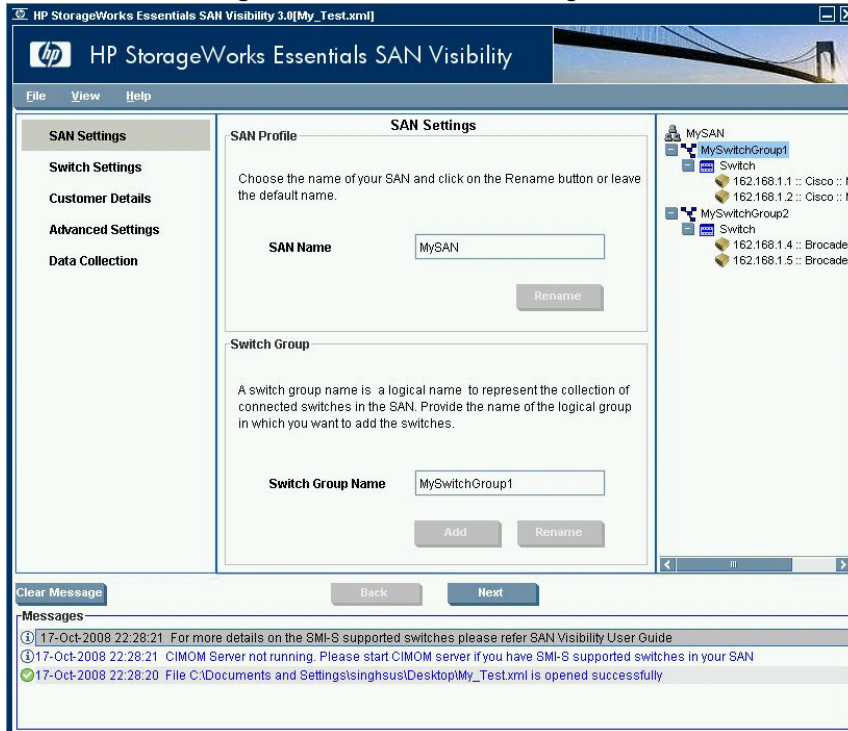 HP StorageWorks Essentials SAN Visibility 3.0[My_Test.xml]
hp HP StorageWorks Essentials SAN Visibility
File View Help
SAN Settings
Switch Settings
Customer Details
Advanced Settings
Data Collection
SAN Settings
SAN Profile
Choose the name of your SAN and click on the Rename button or leave
the default name.
SAN Name MySAN
Rename
Switch Group
A switch group name is a logical name to represent the collection of
connected switches in the SAN. Provide the name of the logical group
in which you want to add the switches.
Switch Group Name MySwitchGroup1
Add Rename
MySAN
MySwitchGroup1
Switch
162.168.1.1 :: Cisco ::
162.168.1.2 :: Cisco ::
MySwitchGroup2
Switch
162.168.1.4 :: Brocade
162.168.1.5 :: Brocade
Clear Message Back Next
Messages
17-Oct-2008 22:28:21 For more details on the SMI-S supported switches please refer SAN Visibility User Guide
17-Oct-2008 22:28:21 CIMOM Server not running. Please start CIMOM server if you have SMI-S supported switches in your SAN
17-Oct-2008 22:28:20 File C:\Documents and Settings\singhsus\Desktop\My_Test.xml is opened successfully